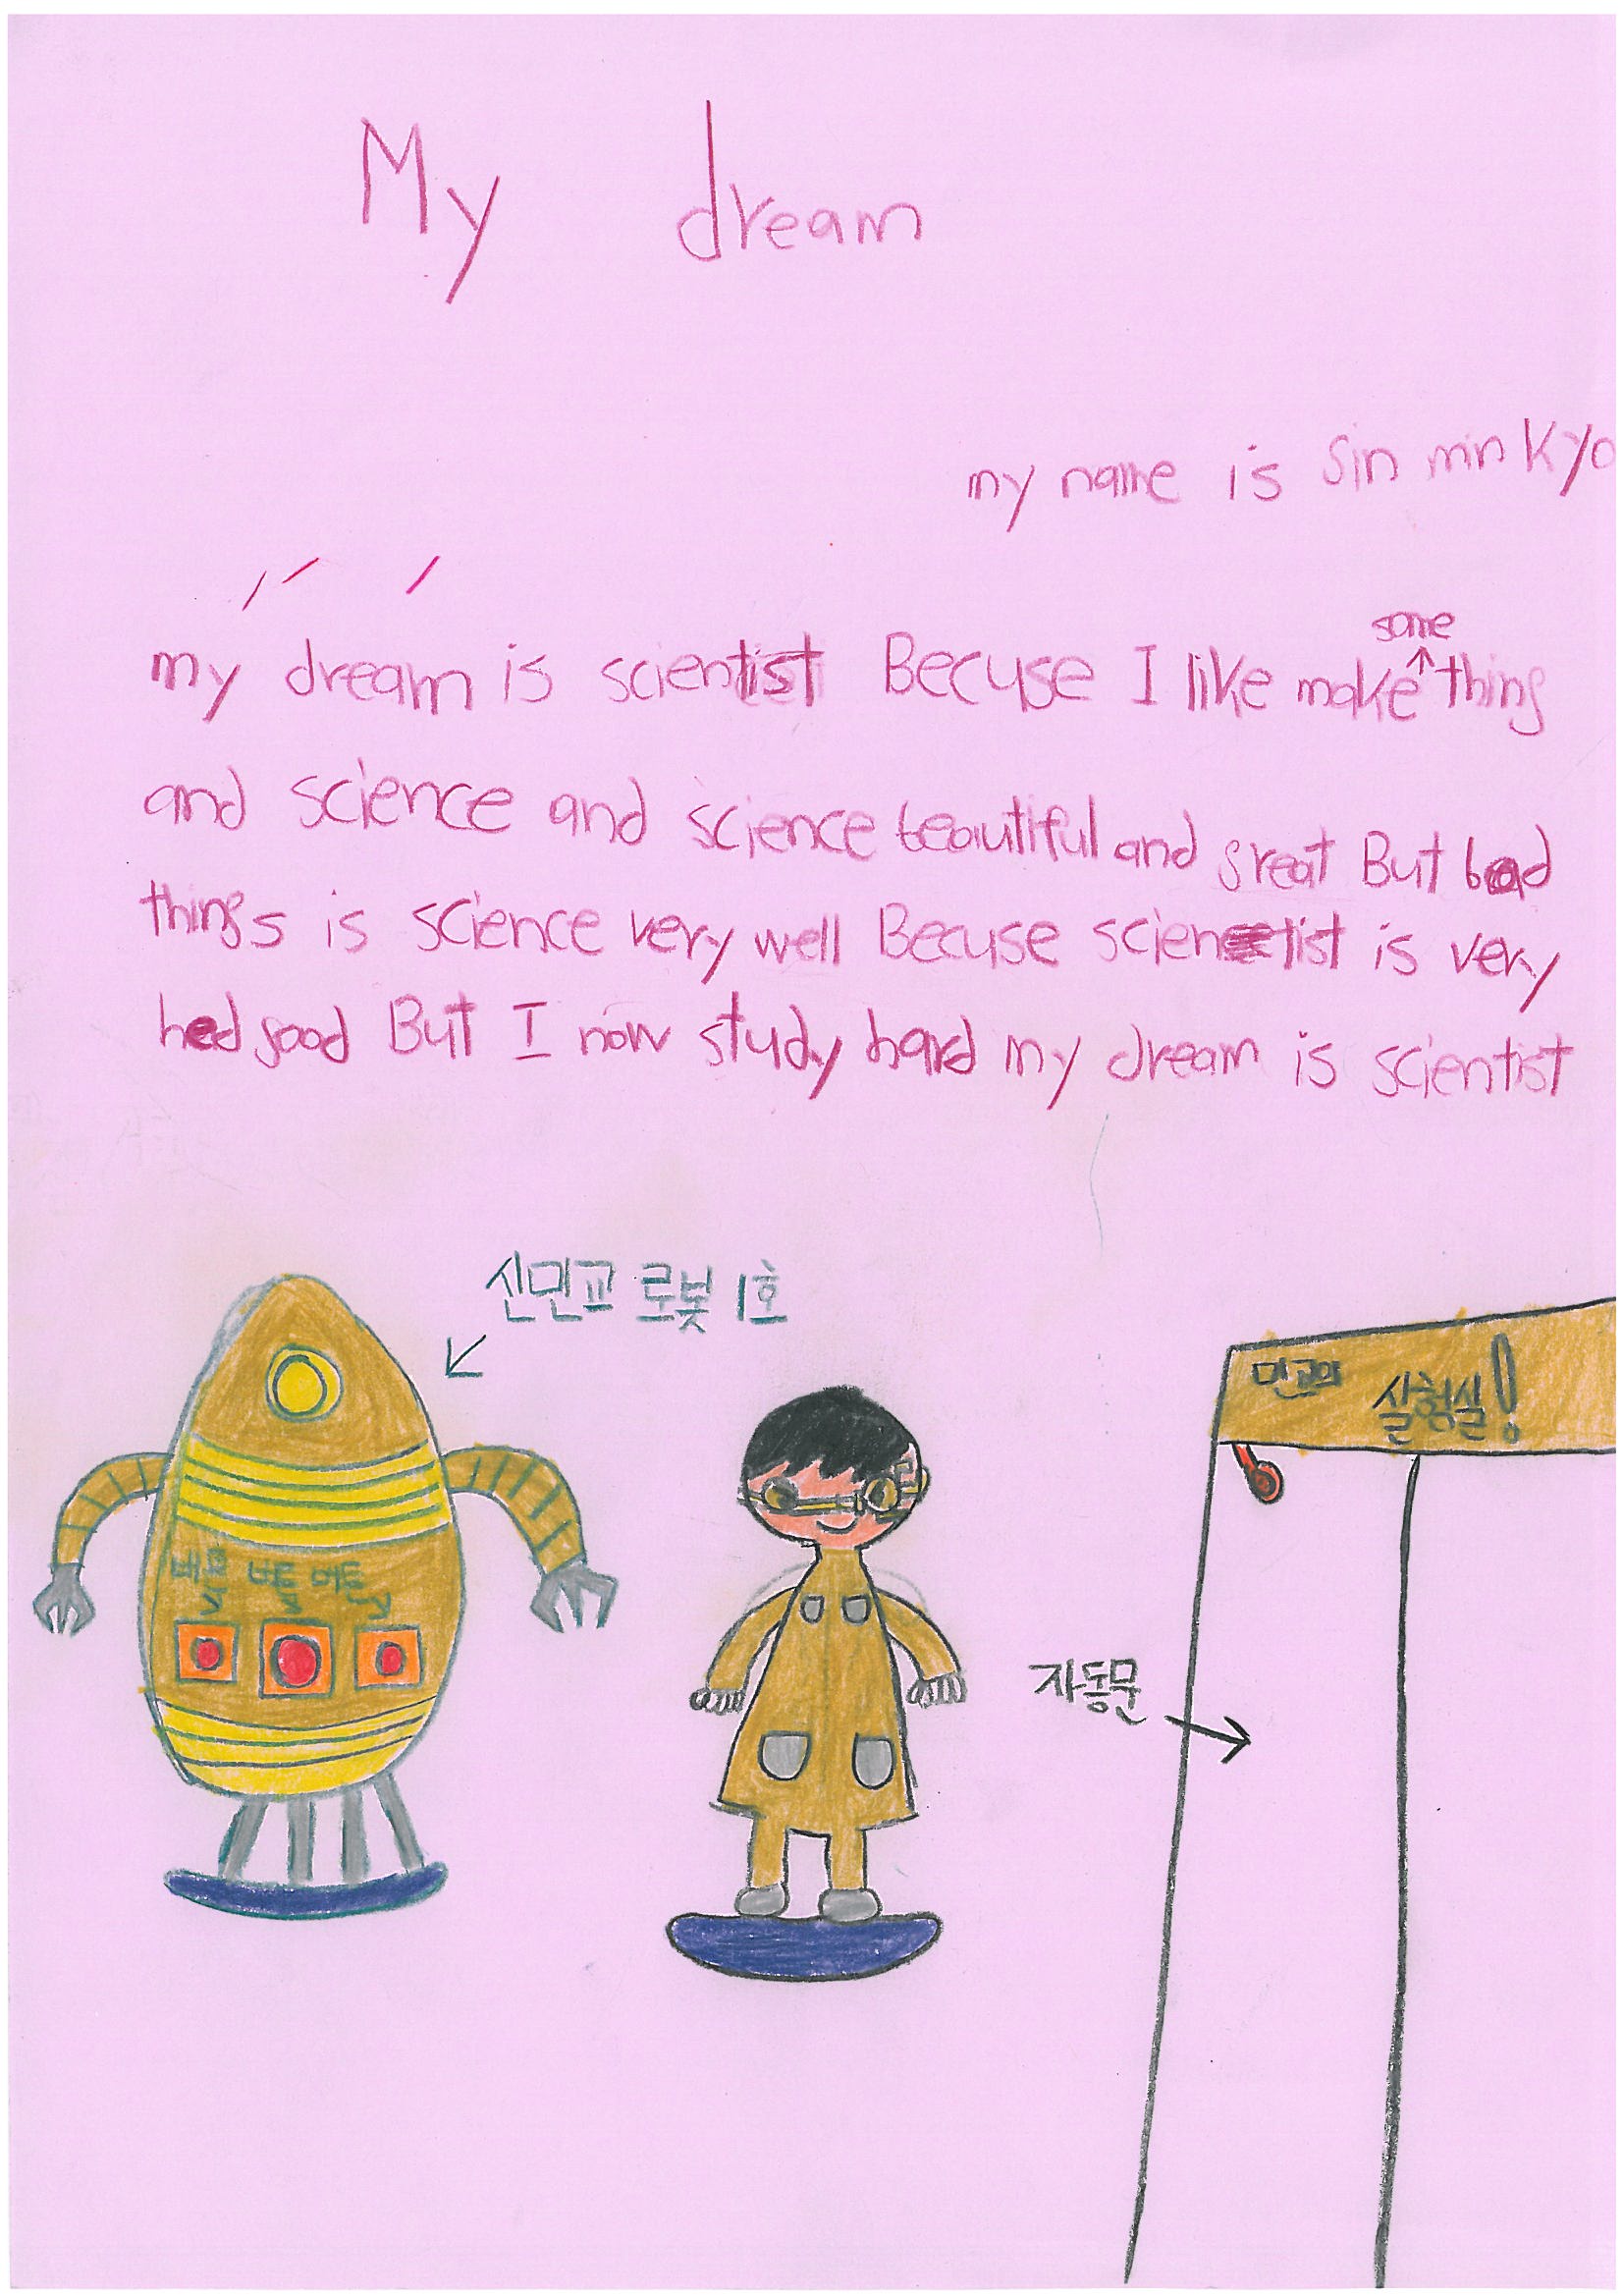 My dream
my name is Sin min Kyo
some
my dream is scientist Becuse I like make↑thing
and science and science beautiful and great But bad
things is science very well Becuse scientist is very
hed good But I now study hard my dream is scientist
신민교 로봇 1호
민교의 실험실!
버튼 버튼 버튼
자동문